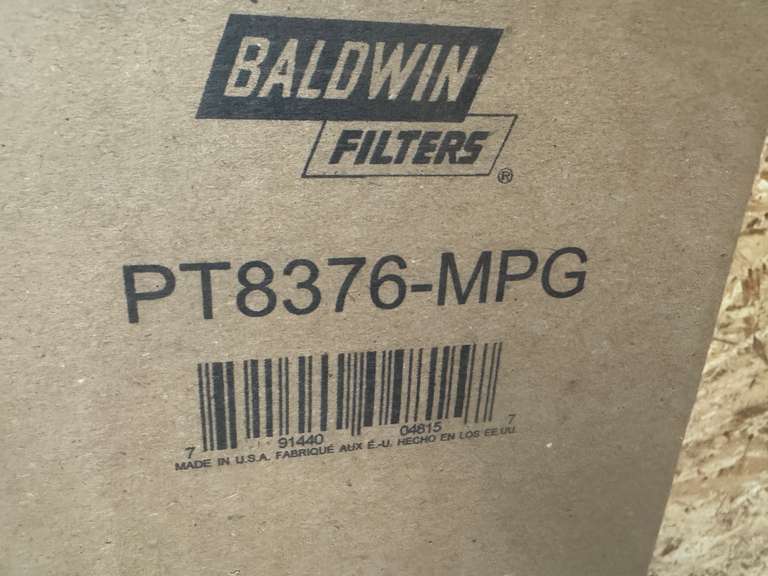 BALDWIN
FILTERS®
PT8376-MPG
7 91440 04815 7
MADE IN U.S.A. FABRIQUÉ AUX É.-U. HECHO EN LOS EE.UU.